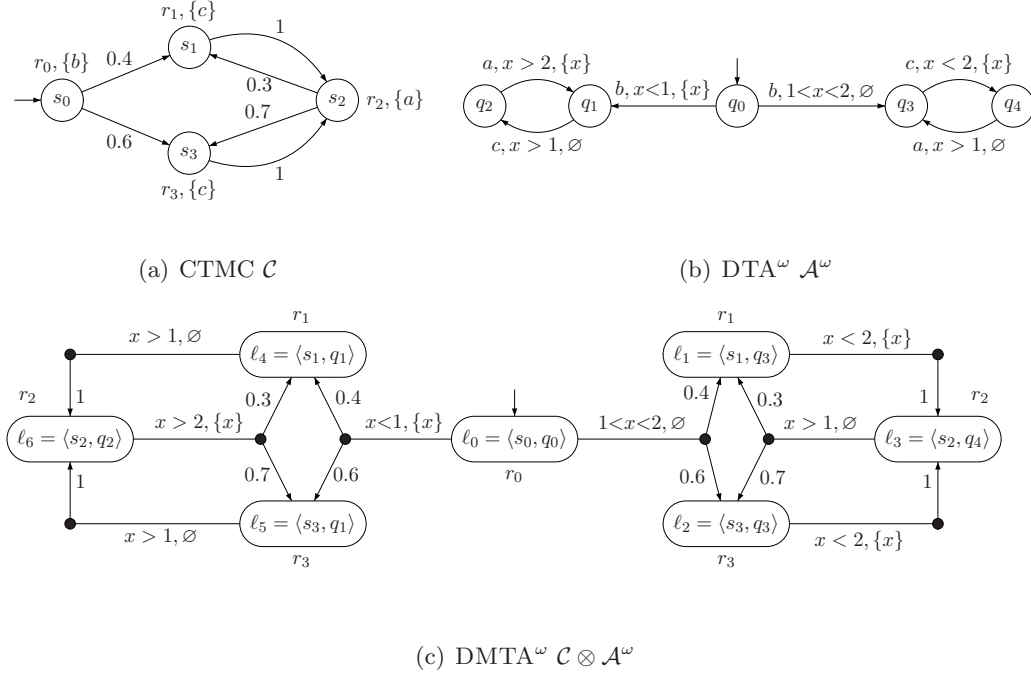 r₁, {c}
1
s₁
r₀, {b}
0.4
0.3
s₀
s₂
r₂, {a}
0.7
0.6
s₃
1
r₃, {c}
a, x > 2, {x}
c, x < 2, {x}
q₂
q₁
b, x<1, {x}
q₀
b, 1<x<2, ∅
q₃
q₄
c, x > 1, ∅
a, x > 1, ∅
(a) CTMC 𝒞
(b) DTA^ω 𝒜^ω
x > 1, ∅
r₁
ℓ₄ = ⟨s₁, q₁⟩
r₁
ℓ₁ = ⟨s₁, q₃⟩
x < 2, {x}
r₂
1
0.3
0.4
0.4
0.3
1
r₂
ℓ₆ = ⟨s₂, q₂⟩
x > 2, {x}
x<1, {x}
ℓ₀ = ⟨s₀, q₀⟩
1<x<2, ∅
x > 1, ∅
ℓ₃ = ⟨s₂, q₄⟩
r₀
1
0.7
0.6
0.6
0.7
1
ℓ₅ = ⟨s₃, q₁⟩
ℓ₂ = ⟨s₃, q₃⟩
x > 1, ∅
x < 2, {x}
r₃
r₃
(c) DMTA^ω 𝒞 ⊗ 𝒜^ω